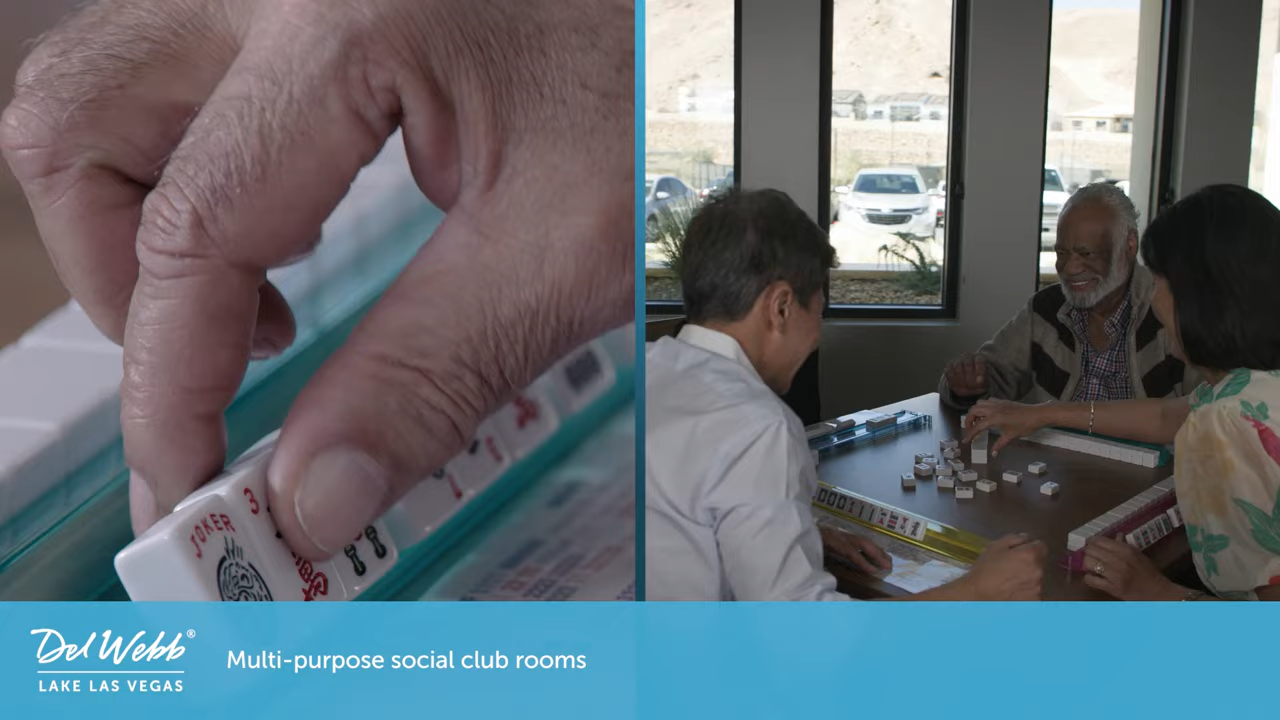 JOKER
3
Del Webb®
LAKE LAS VEGAS
Multi-purpose social club rooms